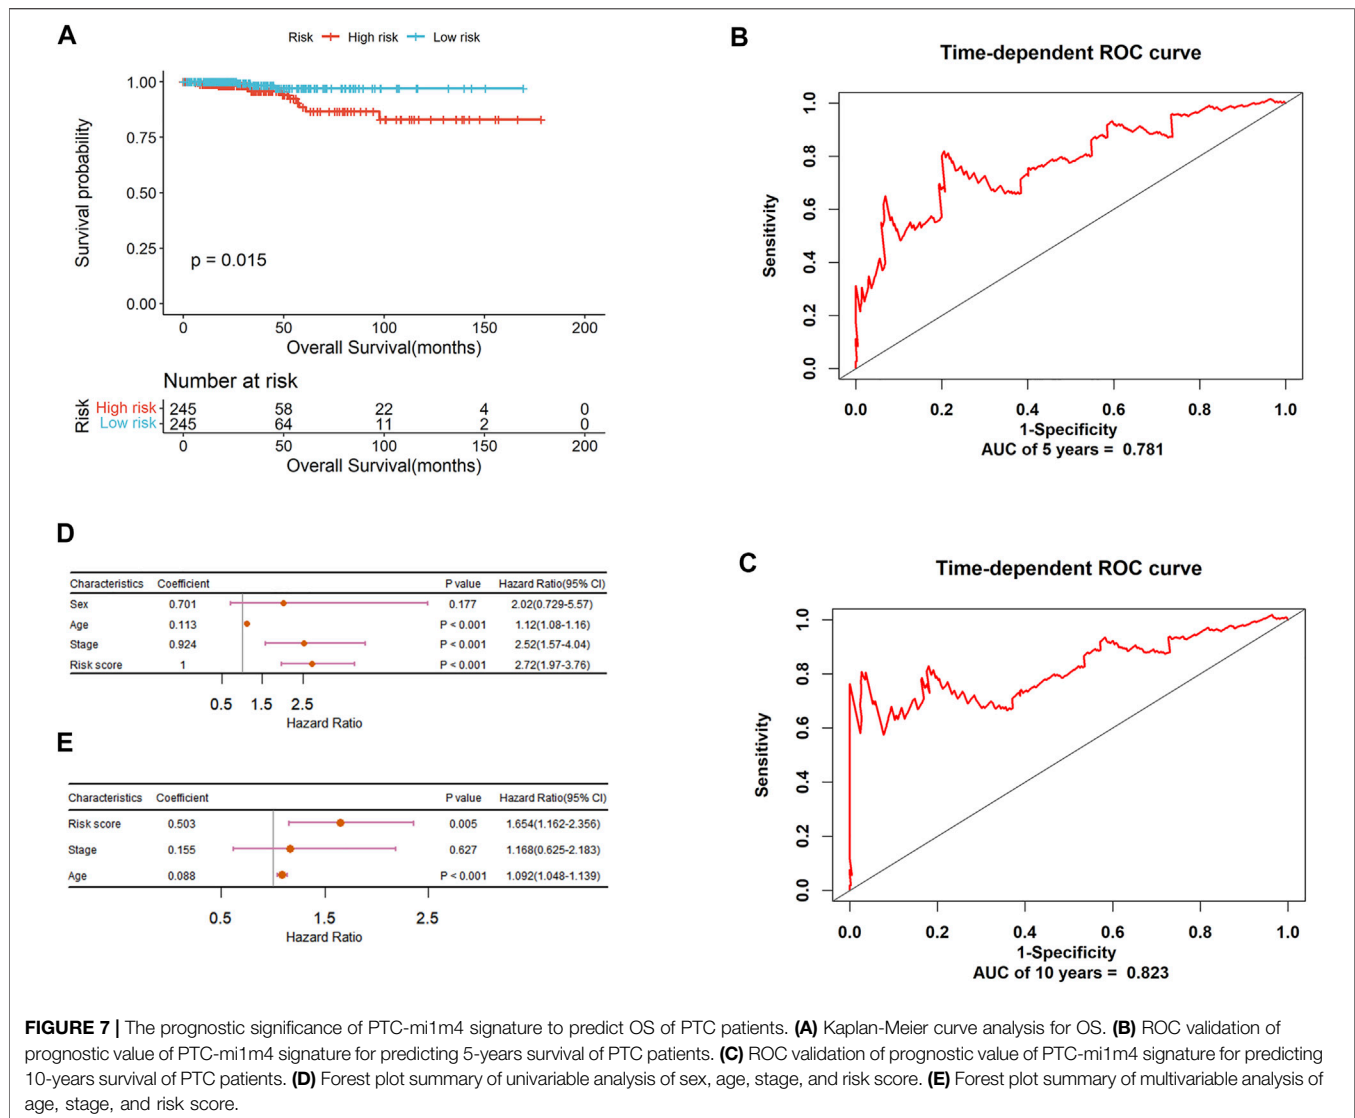 A
Risk High risk Low risk
Survival probability
1.00
0.75
0.50
0.25
0.00
p = 0.015
0 50 100 150 200
Overall Survival(months)
Number at risk
Risk
High risk 245 58 22 4 0
Low risk 245 64 11 2 0
0 50 100 150 200
Overall Survival(months)
B
Time-dependent ROC curve
Sensitivity
1.0
0.8
0.6
0.4
0.2
0.0
0.0 0.2 0.4 0.6 0.8 1.0
1-Specificity
AUC of 5 years = 0.781
D
Characteristics Coefficient P value Hazard Ratio(95% CI)
Sex 0.701 0.177 2.02(0.729-5.57)
Age 0.113 P < 0.001 1.12(1.08-1.16)
Stage 0.924 P < 0.001 2.52(1.57-4.04)
Risk score 1 P < 0.001 2.72(1.97-3.76)
0.5 1.5 2.5
Hazard Ratio
E
Characteristics Coefficient P value Hazard Ratio(95% CI)
Risk score 0.503 0.005 1.654(1.162-2.356)
Stage 0.155 0.627 1.168(0.625-2.183)
Age 0.088 P < 0.001 1.092(1.048-1.139)
0.5 1.5 2.5
Hazard Ratio
C
Time-dependent ROC curve
Sensitivity
1.0
0.8
0.6
0.4
0.2
0.0
0.0 0.2 0.4 0.6 0.8 1.0
1-Specificity
AUC of 10 years = 0.823
FIGURE 7 | The prognostic significance of PTC-mi1m4 signature to predict OS of PTC patients. (A) Kaplan-Meier curve analysis for OS. (B) ROC validation of
prognostic value of PTC-mi1m4 signature for predicting 5-years survival of PTC patients. (C) ROC validation of prognostic value of PTC-mi1m4 signature for predicting
10-years survival of PTC patients. (D) Forest plot summary of univariable analysis of sex, age, stage, and risk score. (E) Forest plot summary of multivariable analysis of
age, stage, and risk score.